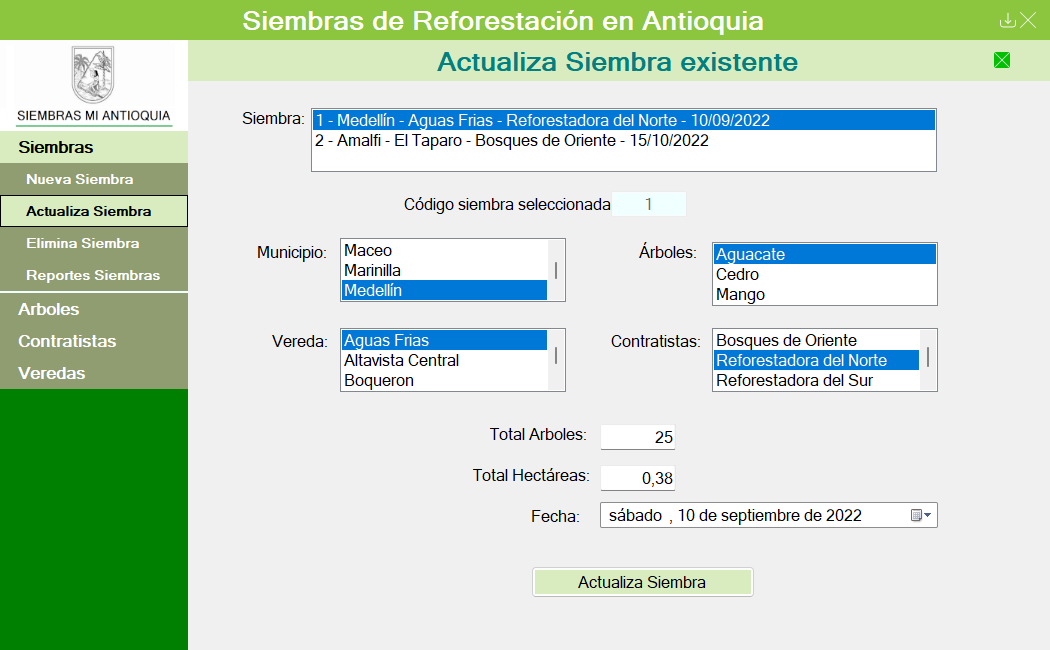 Siembras de Reforestación en Antioquia
SIEMBRAS MI ANTIOQUIA
Siembras
Nueva Siembra
Actualiza Siembra
Elimina Siembra
Reportes Siembras
Arboles
Contratistas
Veredas
Actualiza Siembra existente
Siembra:
1 - Medellín - Aguas Frias - Reforestadora del Norte - 10/09/2022
2 - Amalfi - El Taparo - Bosques de Oriente - 15/10/2022
Código siembra seleccionada 1
Municipio:
Maceo
Marinilla
Medellín
Árboles:
Aguacate
Cedro
Mango
Vereda:
Aguas Frias
Altavista Central
Boqueron
Contratistas:
Bosques de Oriente
Reforestadora del Norte
Reforestadora del Sur
Total Arboles: 25
Total Hectáreas: 0,38
Fecha: sábado , 10 de septiembre de 2022
Actualiza Siembra